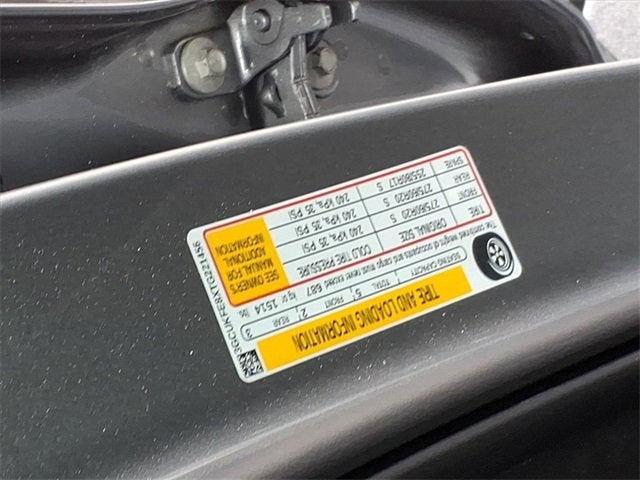 TIRE AND LOADING INFORMATION
SEATING CAPACITY
TOTAL 5 FRONT 2 REAR 3
The combined weight of occupants and cargo must never exceed 687 kg or 1514 lbs
TIRE ORIGINAL SIZE COLD TIRE PRESSURE
FRONT 275/60R20 S 240 kPa, 35 PSI
REAR 275/60R20 S 240 kPa, 35 PSI
SPARE 255/80R17 S 240 kPa, 35 PSI
SEE OWNER'S
MANUAL FOR
ADDITIONAL
INFORMATION
3GCUKFE8XTG221456